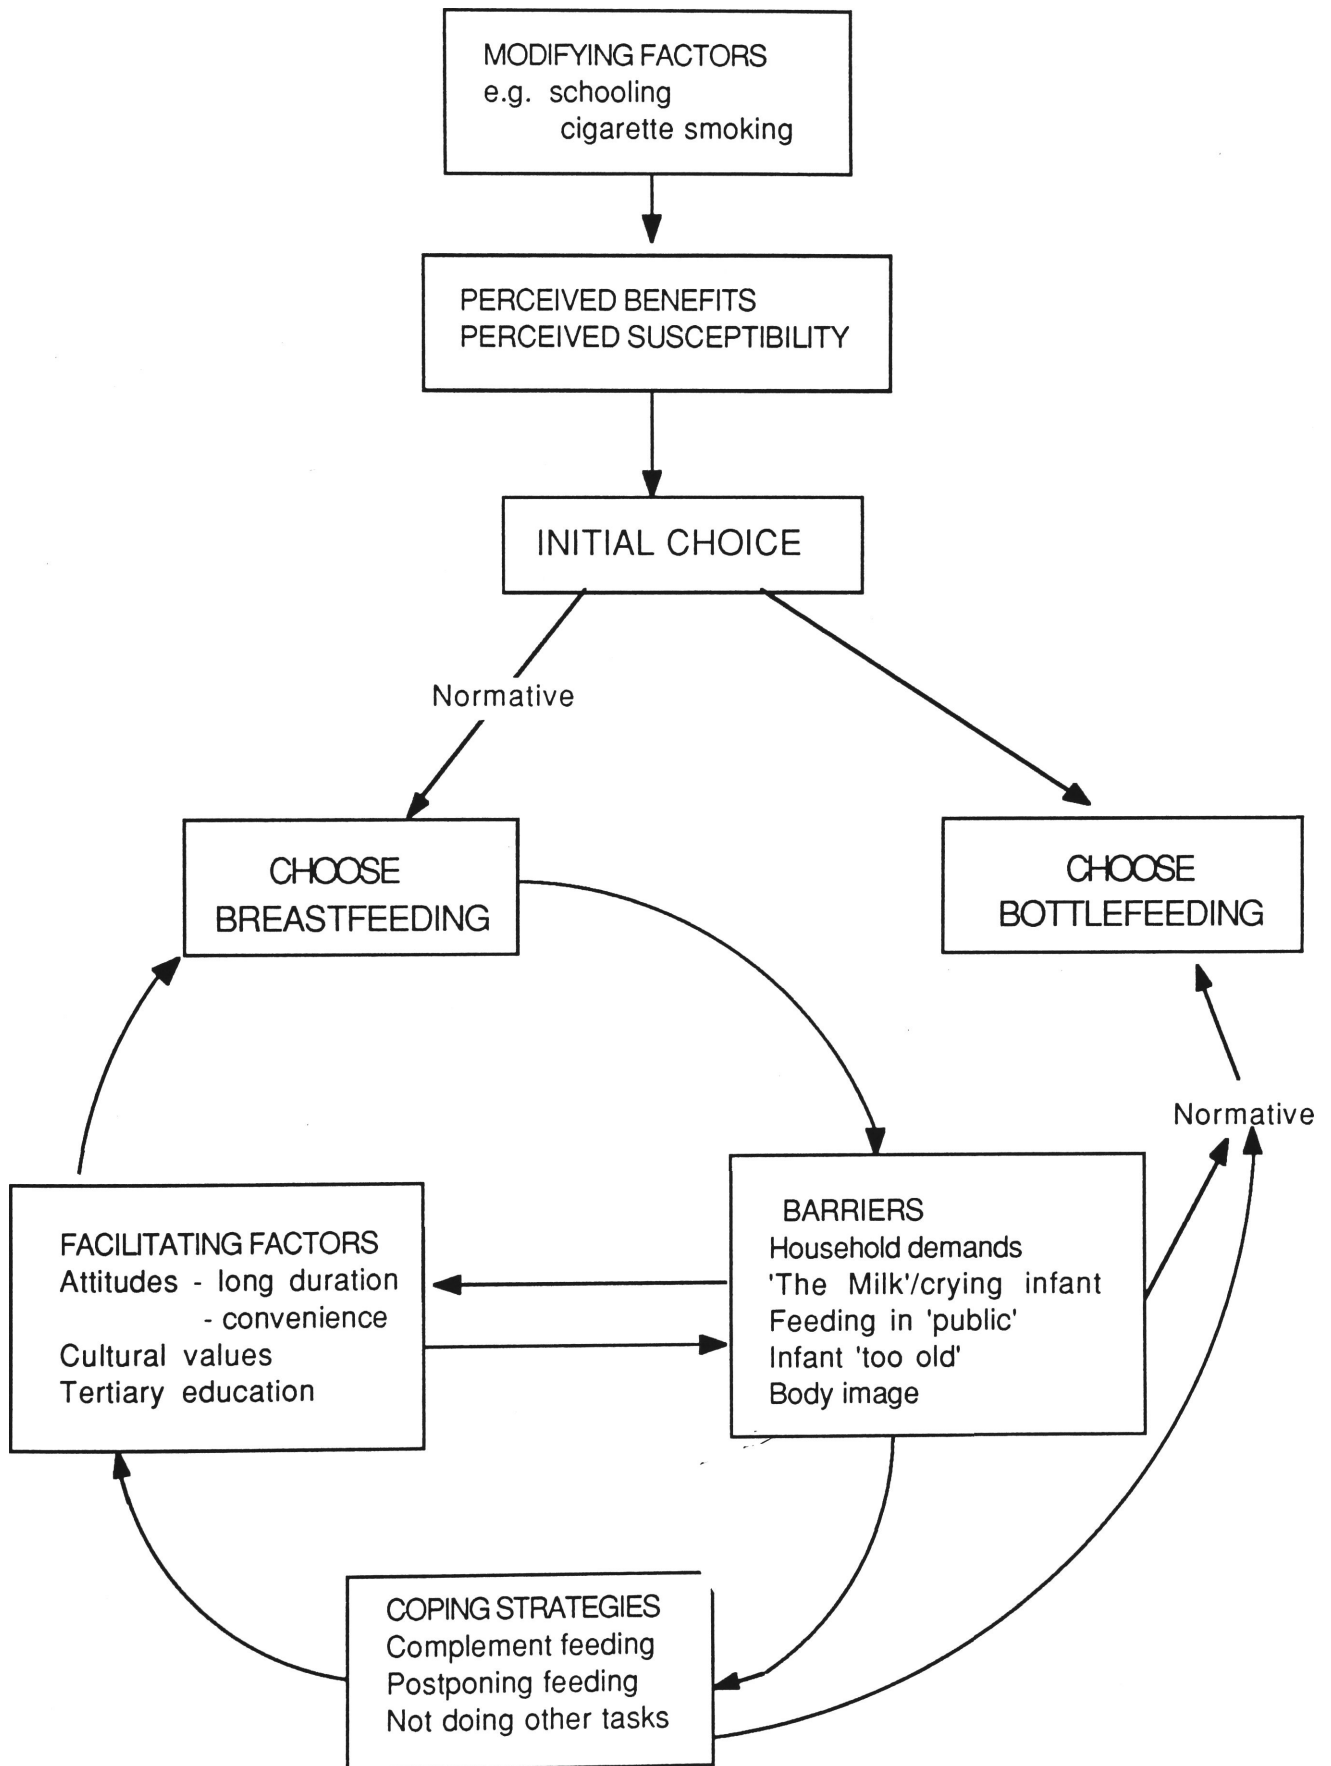 MODIFYING FACTORS
e.g. schooling
cigarette smoking
PERCEIVED BENEFITS
PERCEIVED SUSCEPTIBILITY
INITIAL CHOICE
Normative
CHOOSE
BREASTFEEDING
CHOOSE
BOTTLEFEEDING
Normative
FACILITATING FACTORS
Attitudes - long duration
- convenience
Cultural values
Tertiary education
BARRIERS
Household demands
'The Milk'/crying infant
Feeding in 'public'
Infant 'too old'
Body image
COPING STRATEGIES
Complement feeding
Postponing feeding
Not doing other tasks